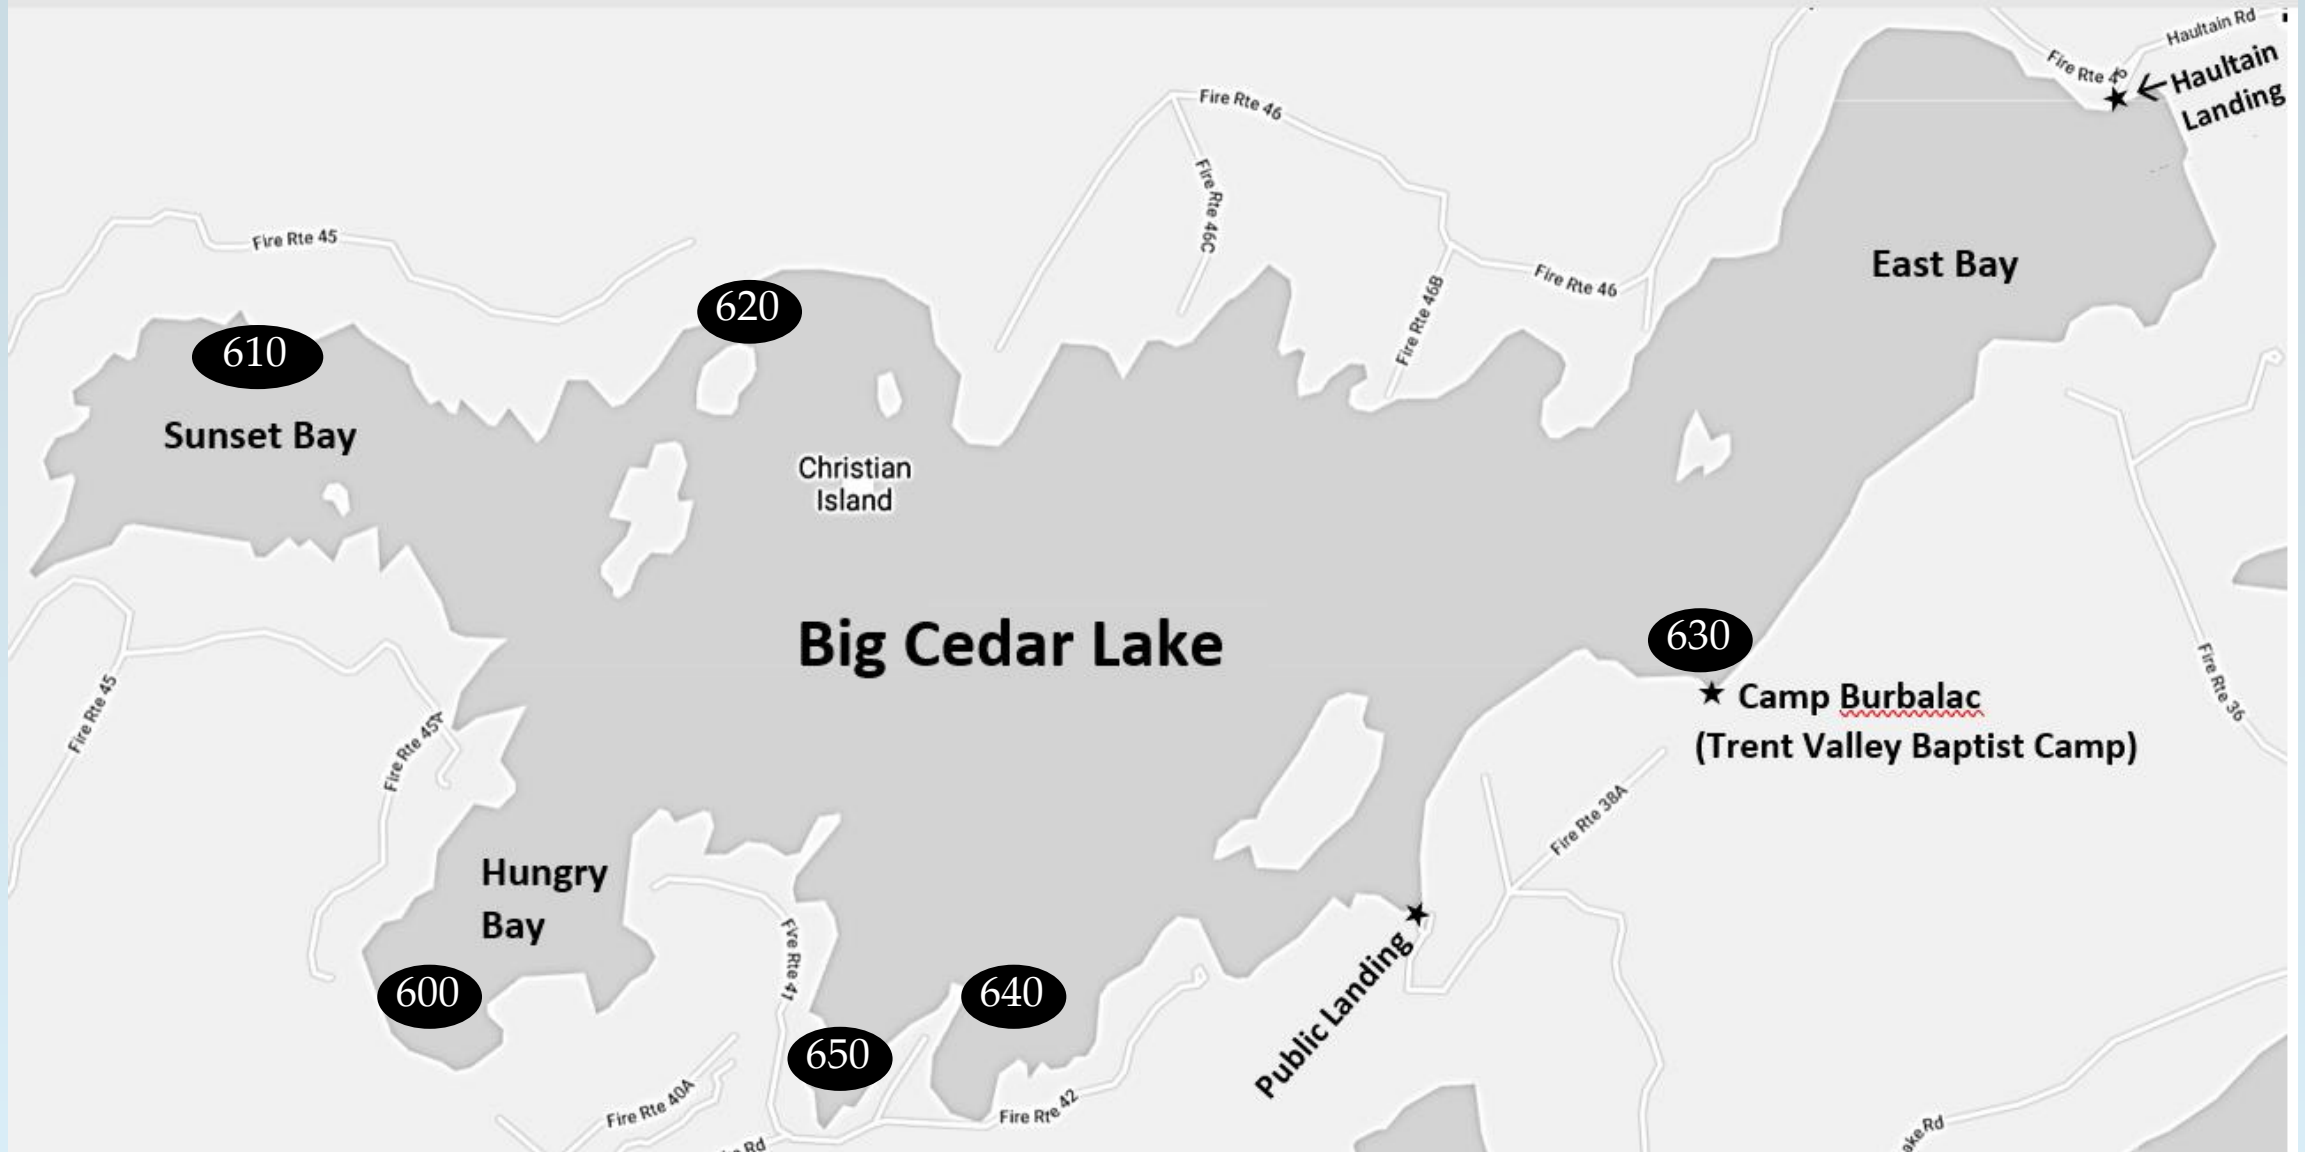 Haultain Rd
Fire Rte 46
Haultain
Landing
Fire Rte 46
Fire Rte 46C
Fire Rte 45
East Bay
Fire Rte 46
Fire Rte 46B
620
610
Sunset Bay
Christian
Island
Big Cedar Lake
630
Camp Burbalac
(Trent Valley Baptist Camp)
Fire Rte 36
Fire Rte 45
Fire Rte 45A
Fire Rte 38A
Hungry
Bay
Fire Rte 41
600
640
Public Landing
650
Fire Rte 40A
Fire Rte 42
Rd
Rd